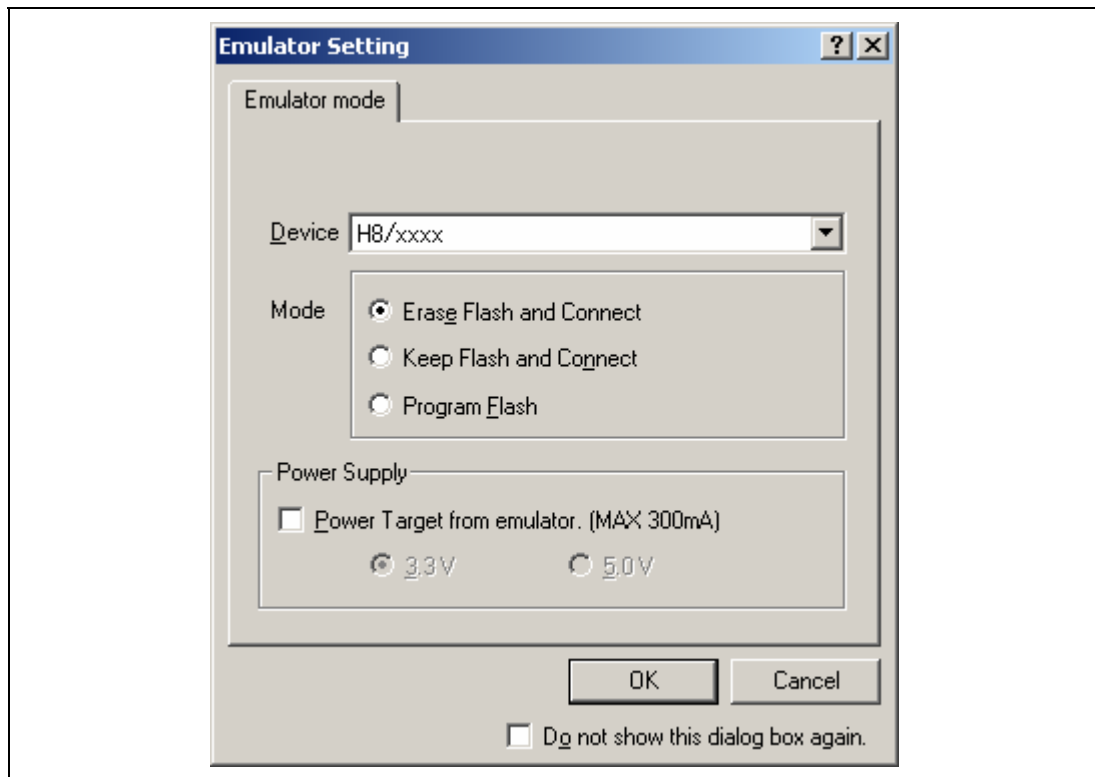 Emulator Setting
Emulator mode
Device H8/xxxx
Mode
Erase Flash and Connect
Keep Flash and Connect
Program Flash
Power Supply
Power Target from emulator. (MAX 300mA)
3.3V 5.0V
OK Cancel
Do not show this dialog box again.